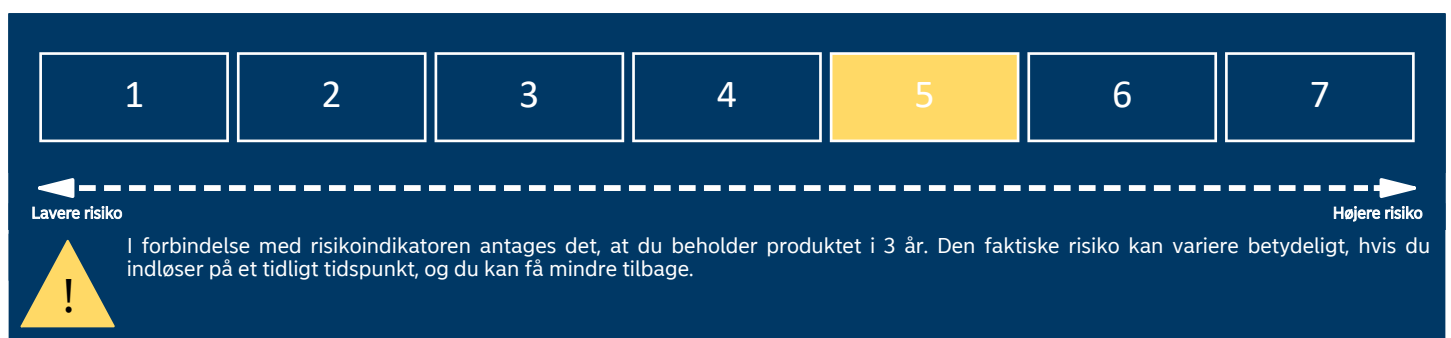 1 2 3 4 5 6 7
Lavere risiko Højere risiko
I forbindelse med risikoindikatoren antages det, at du beholder produktet i 3 år. Den faktiske risiko kan variere betydeligt, hvis du
indløser på et tidligt tidspunkt, og du kan få mindre tilbage.
!